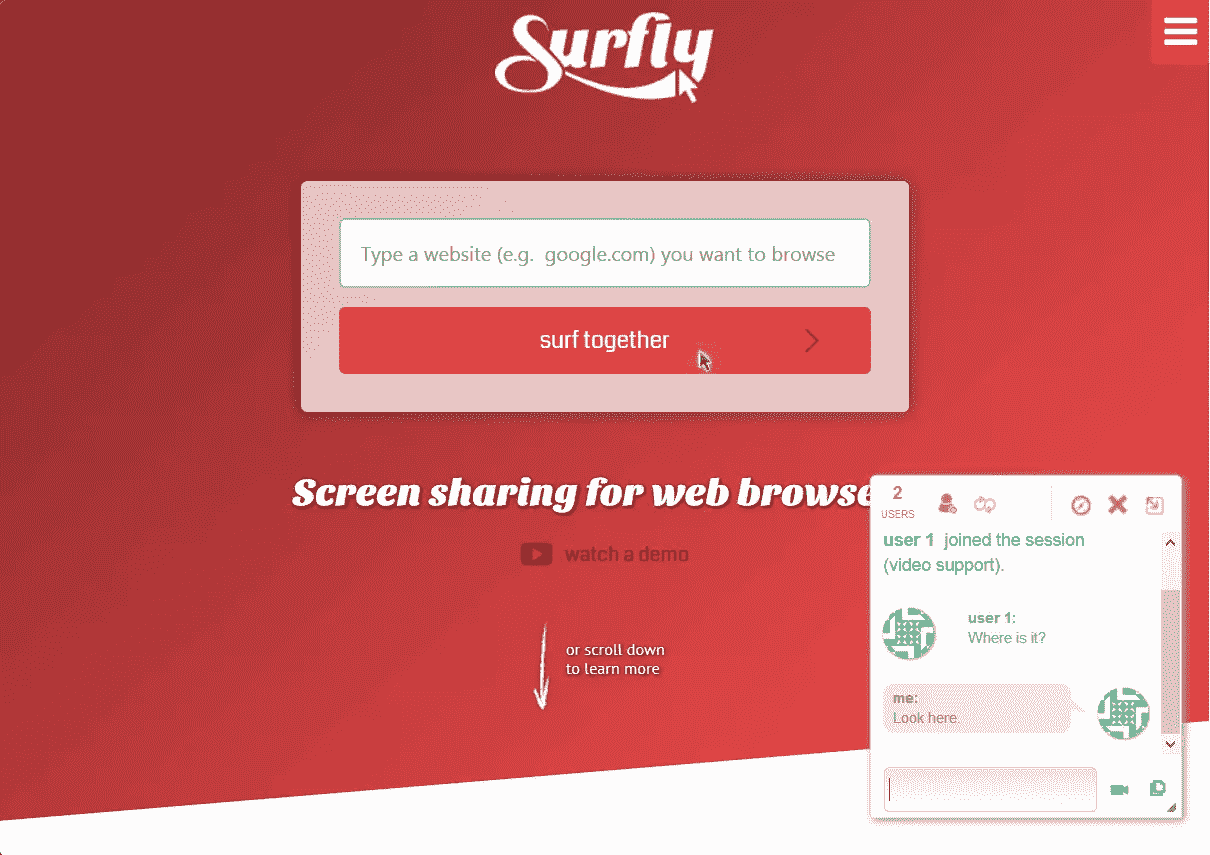 Surfly
Type a website (e.g. google.com) you want to browse
surf together
Screen sharing for web browse
watch a demo
or scroll down
to learn more
2
USERS
user 1 joined the session
(video support).
user 1:
Where is it?
me:
Look here.